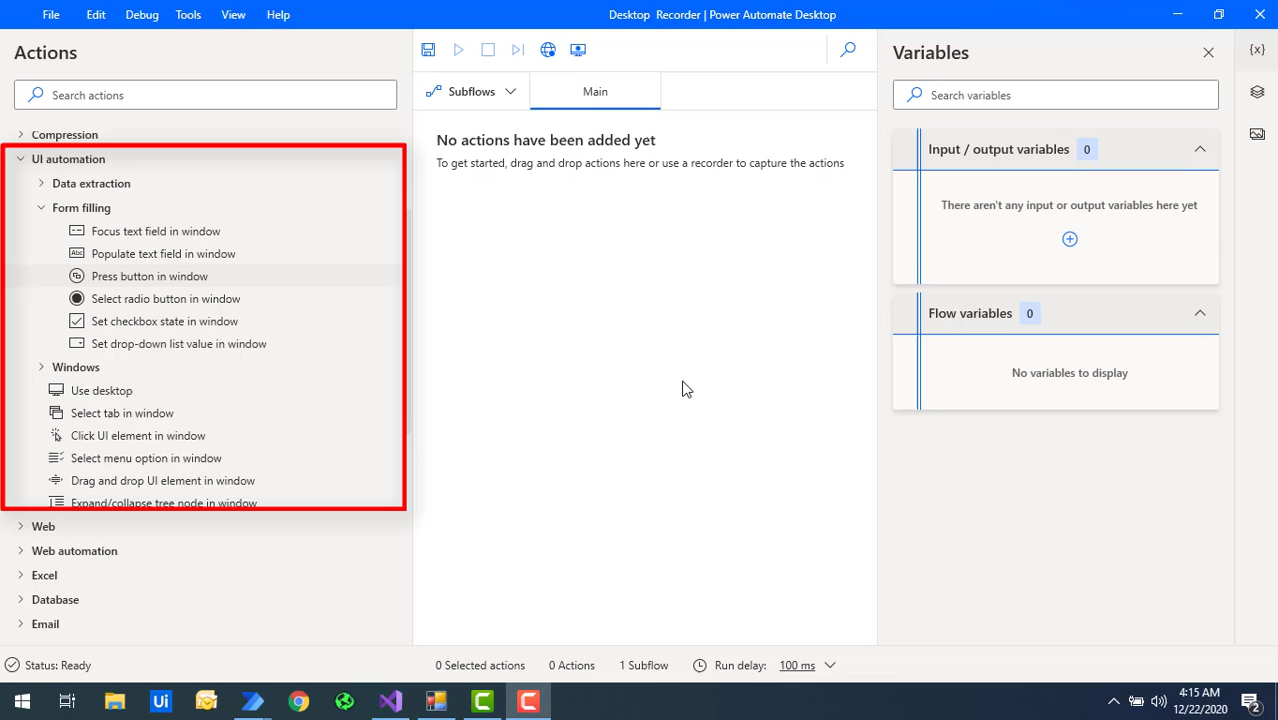 File Edit Debug Tools View Help
Desktop Recorder | Power Automate Desktop
Actions
Search actions
Compression
UI automation
Data extraction
Form filling
Focus text field in window
Abc Populate text field in window
Press button in window
Select radio button in window
Set checkbox state in window
Set drop-down list value in window
Windows
Use desktop
Select tab in window
Click UI element in window
Select menu option in window
Drag and drop UI element in window
Expand/collapse tree node in window
Web
Web automation
Excel
Database
Email
Subflows
Main
No actions have been added yet
To get started, drag and drop actions here or use a recorder to capture the actions
Variables
{x}
Search variables
Input / output variables 0
There aren't any input or output variables here yet
Flow variables 0
No variables to display
Status: Ready
0 Selected actions
0 Actions
1 Subflow
Run delay: 100 ms
Ui
C
C
4:15 AM
12/22/2020
2